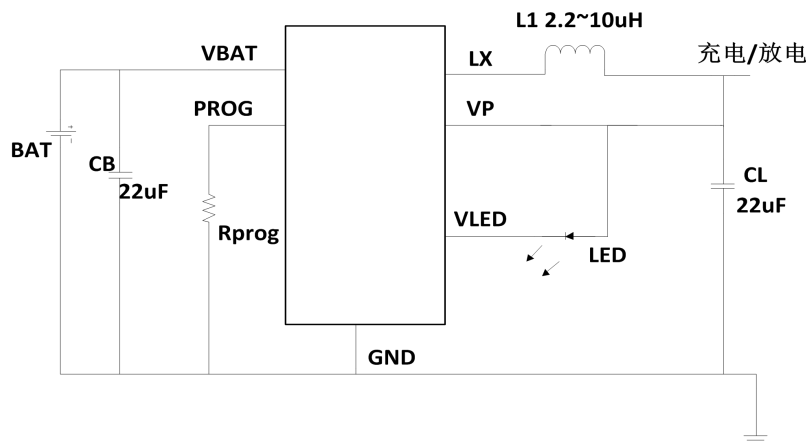 L1 2.2~10uH
VBAT
LX
充电/放电
PROG
VP
BAT
CB
22uF
CL
22uF
Rprog
VLED
LED
GND